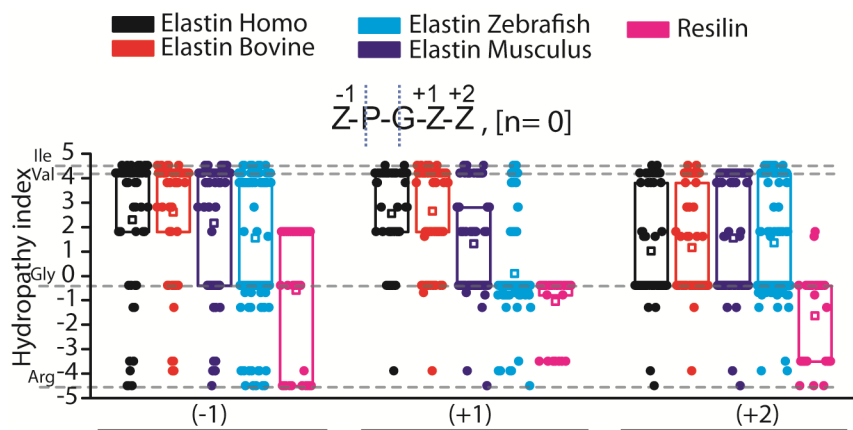 Elastin Homo
Elastin Zebrafish
Resilin
Elastin Bovine
Elastin Musculus
-1 +1 +2
Z-P-G-Z-Z , [n= 0]
Hydropathy index
Ile
Val
Gly
Arg
5
4
3
2
1
0
-1
-2
-3
-4
-5
(-1)
(+1)
(+2)